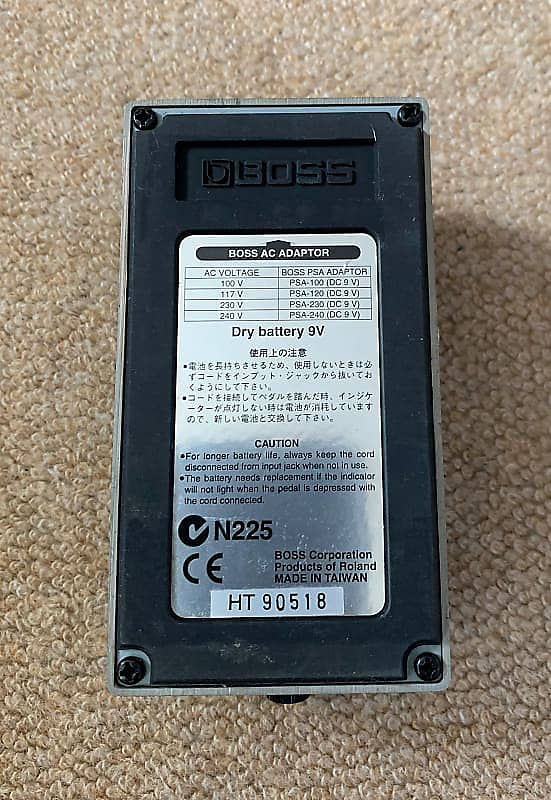 BOSS
BOSS AC ADAPTOR
AC VOLTAGE BOSS PSA ADAPTOR
100 V PSA-100 (DC 9 V)
117 V PSA-120 (DC 9 V)
230 V PSA-230 (DC 9 V)
240 V PSA-240 (DC 9 V)
Dry battery 9V
使用上の注意
●電池を長持ちさせるため、使用しないときは必
ずコードをインプット・ジャックから抜いてお
くようにして下さい。
●コードを接続してペダルを踏んだ時、インジケ
ーターが点灯しない時は電池が消耗しています
ので、新しい電池と交換して下さい。
CAUTION
●For longer battery life, always keep the cord
disconnected from input jack when not in use.
●The battery needs replacement if the indicator
will not light when the pedal is depressed with
the cord connected.
N225
CE
BOSS Corporation
Products of Roland
MADE IN TAIWAN
HT 90518